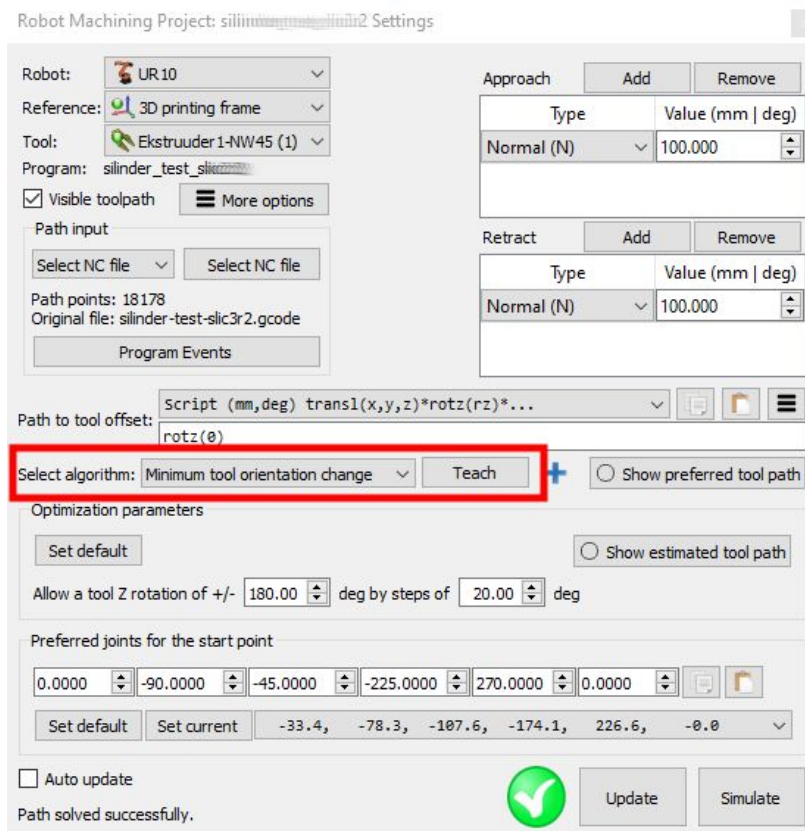 Robot Machining Project: 2 Settings
Robot: UR10
Reference: 3D printing frame
Tool: Ekstruuder1-NW45 (1)
Program: silinder_test_
Visible toolpath More options
Path input
Select NC file Select NC file
Path points: 18178
Original file: silinder-test-slic3r2.gcode
Program Events
Approach Add Remove
Type Value (mm | deg)
Normal (N) 100.000
Retract Add Remove
Type Value (mm | deg)
Normal (N) 100.000
Path to tool offset: Script (mm,deg) transl(x,y,z)*rotz(rz)*...
rotz(0)
Select algorithm: Minimum tool orientation change Teach Show preferred tool path
Optimization parameters
Set default Show estimated tool path
Allow a tool Z rotation of +/- 180.00 deg by steps of 20.00 deg
Preferred joints for the start point
0.0000 -90.0000 -45.0000 -225.0000 270.0000 0.0000
Set default Set current -33.4, -78.3, -107.6, -174.1, 226.6, -0.0
Auto update
Path solved successfully.
Update Simulate